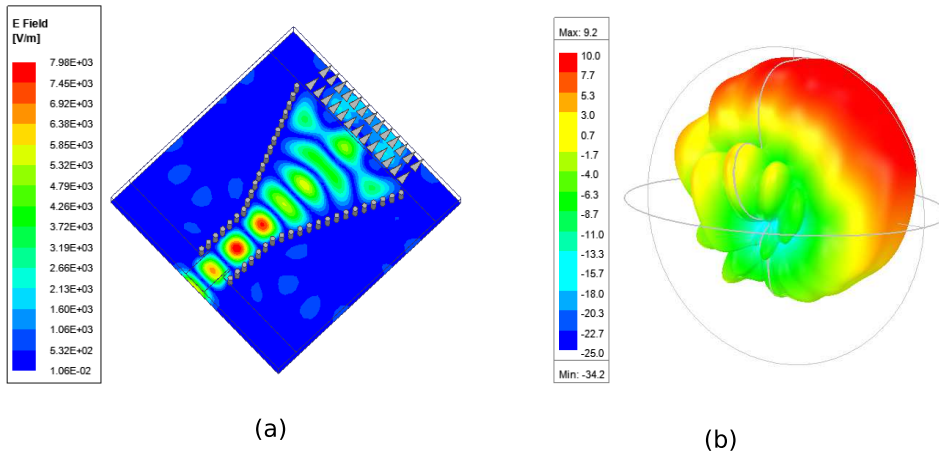 E Field
[V/m]
7.98E+03
7.45E+03
6.92E+03
6.38E+03
5.85E+03
5.32E+03
4.79E+03
4.26E+03
3.72E+03
3.19E+03
2.66E+03
2.13E+03
1.60E+03
1.06E+03
5.32E+02
1.06E-02
(a)
Max: 9.2
10.0
7.7
5.3
3.0
0.7
-1.7
-4.0
-6.3
-8.7
-11.0
-13.3
-15.7
-18.0
-20.3
-22.7
-25.0
Min: -34.2
(b)